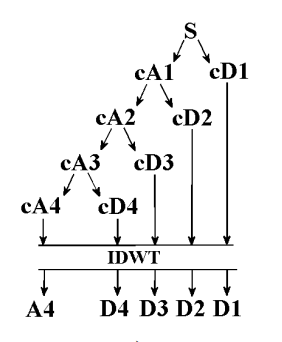 S
cA1 cD1
cA2 cD2
cA3 cD3
cA4 cD4
IDWT
A4 D4 D3 D2 D1